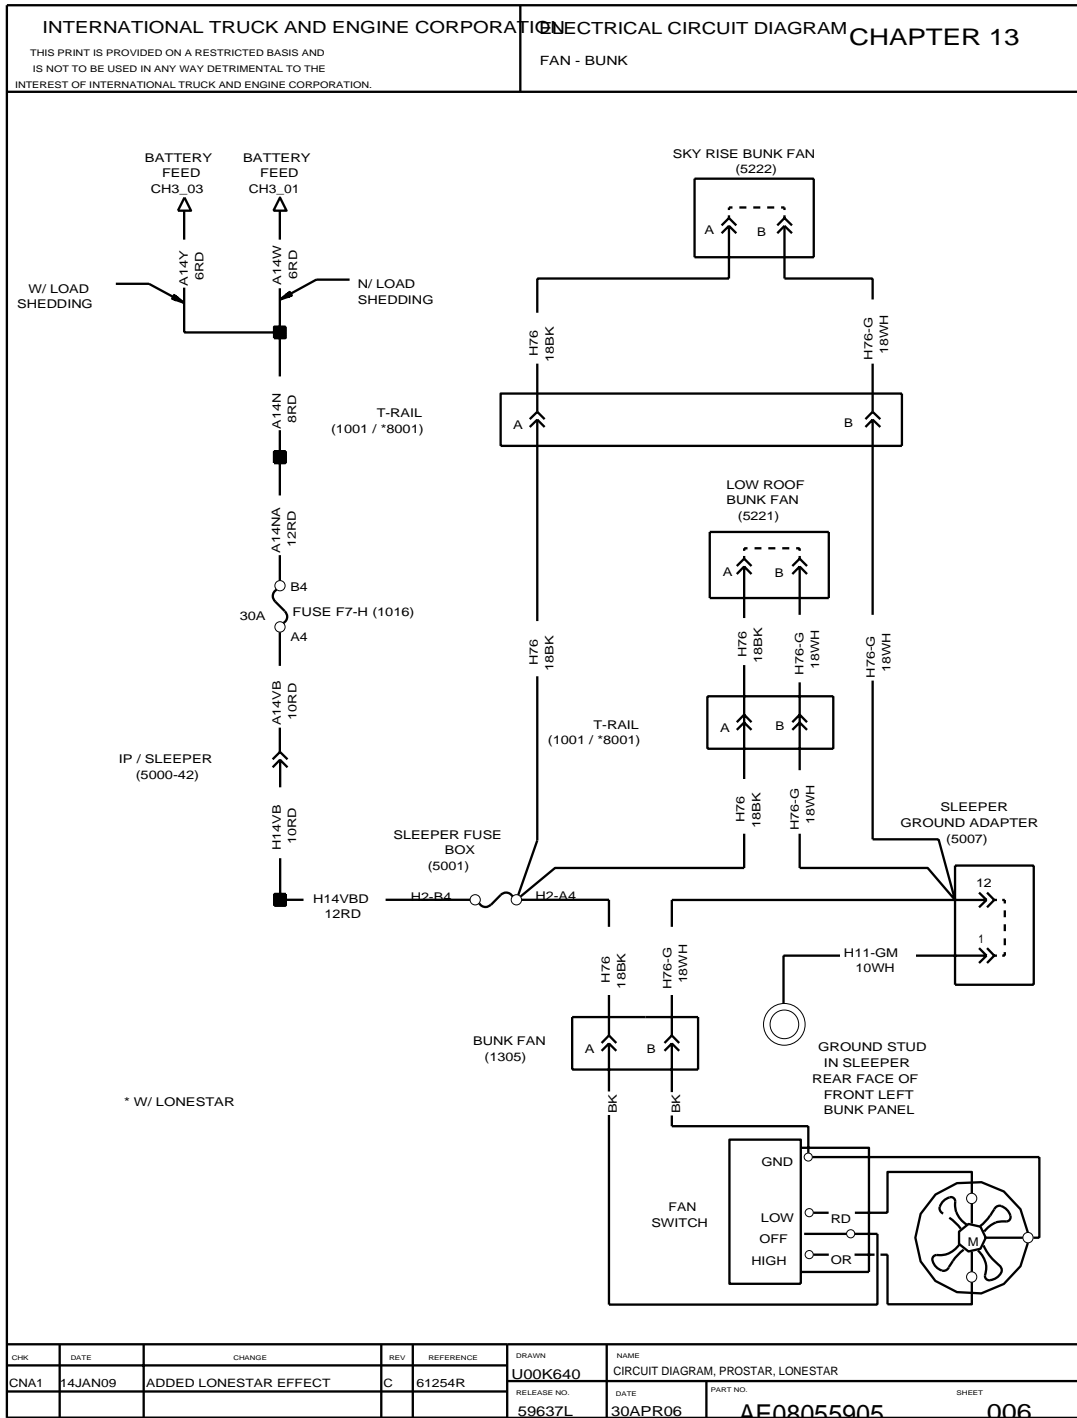 INTERNATIONAL TRUCK AND ENGINE CORPORATION
THIS PRINT IS PROVIDED ON A RESTRICTED BASIS AND
IS NOT TO BE USED IN ANY WAY DETRIMENTAL TO THE
INTEREST OF INTERNATIONAL TRUCK AND ENGINE CORPORATION.
ELECTRICAL CIRCUIT DIAGRAM
CHAPTER 13
FAN - BUNK
BATTERY
FEED
CH3_03
BATTERY
FEED
CH3_01
A14Y
6RD
A14W
6RD
W/ LOAD
SHEDDING
N/ LOAD
SHEDDING
A14N
8RD
A14NA
12RD
B4
30A
FUSE F7-H (1016)
A4
A14VB
10RD
IP / SLEEPER
(5000-42)
H14VB
10RD
H14VBD
12RD
SLEEPER FUSE
BOX
(5001)
H2-B4
H2-A4
SKY RISE BUNK FAN
(5222)
A
B
H76
18BK
H76-G
18WH
T-RAIL
(1001 / *8001)
A
B
H76
18BK
H76-G
18WH
LOW ROOF
BUNK FAN
(5221)
A
B
H76
18BK
H76-G
18WH
T-RAIL
(1001 / *8001)
A
B
H76
18BK
H76-G
18WH
SLEEPER
GROUND ADAPTER
(5007)
12
1
H11-GM
10WH
GROUND STUD
IN SLEEPER
REAR FACE OF
FRONT LEFT
BUNK PANEL
H76
18BK
H76-G
18WH
BUNK FAN
(1305)
A
B
BK
BK
* W/ LONESTAR
FAN
SWITCH
GND
LOW
OFF
HIGH
RD
OR
M
CHK
DATE
CHANGE
REV
REFERENCE
CNA1
14JAN09
ADDED LONESTAR EFFECT
C
61254R
DRAWN
U00K640
NAME
CIRCUIT DIAGRAM, PROSTAR, LONESTAR
RELEASE NO.
59637L
DATE
30APR06
PART NO.
AE08055905
SHEET
006